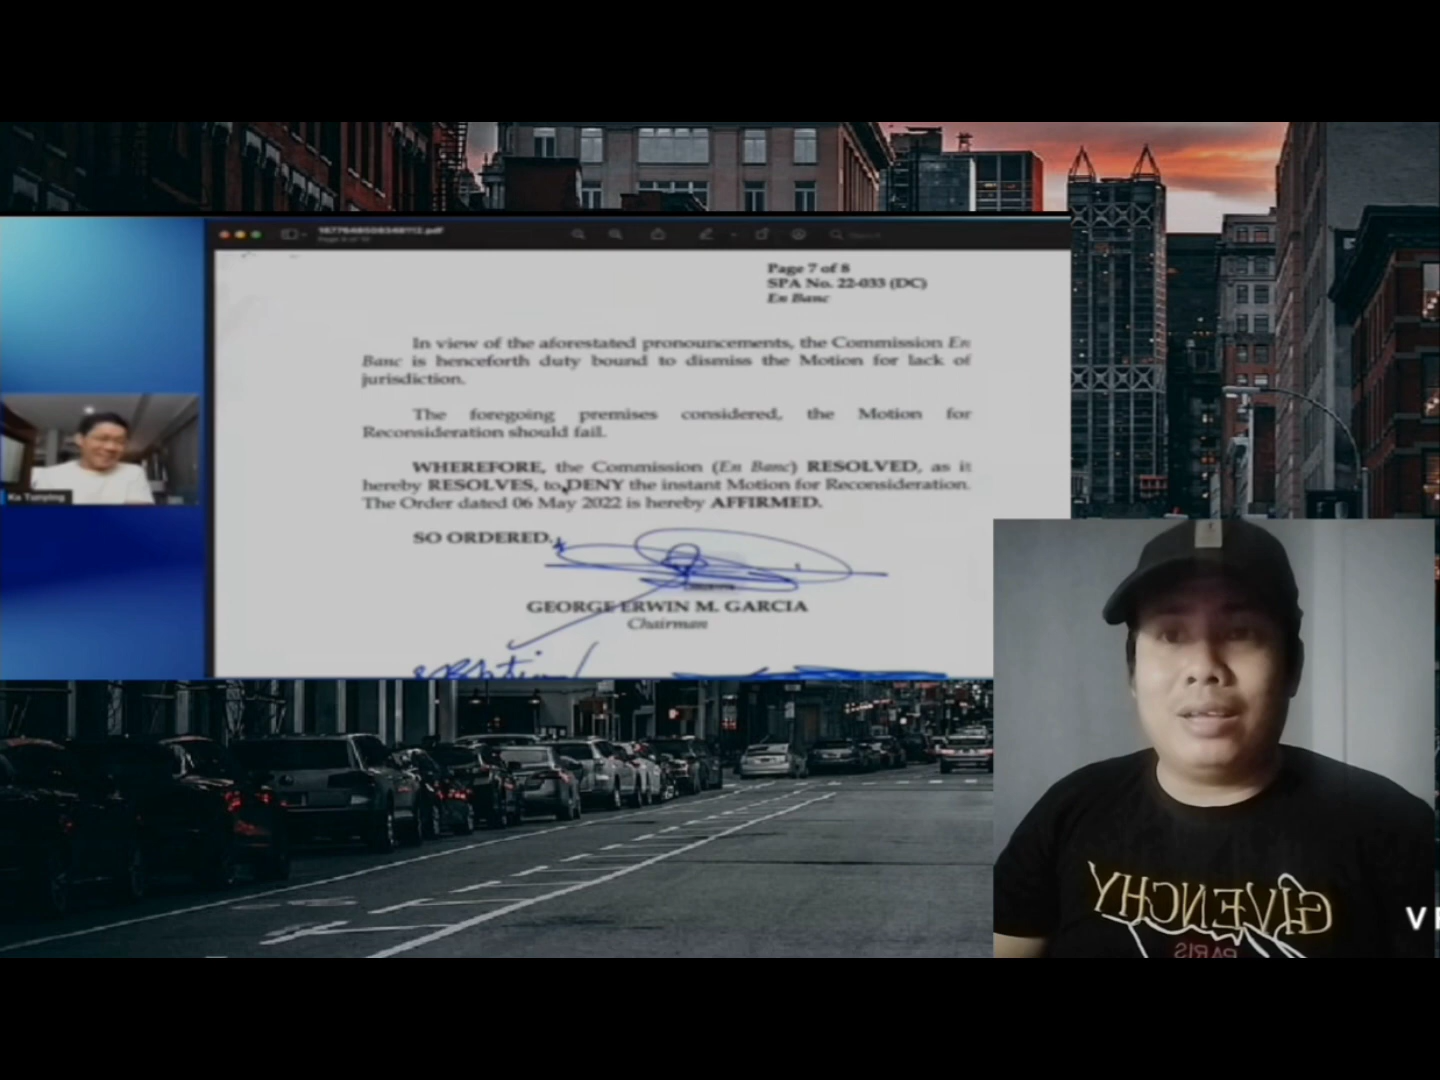 1677648508348112.pdf
Page 7 of 8
SPA No. 22-033 (DC)
En Banc
In view of the aforestated pronouncements, the Commission En
Banc is henceforth duty bound to dismiss the Motion for lack of
jurisdiction.
The foregoing premises considered, the Motion for
Reconsideration should fail.
WHEREFORE, the Commission (En Banc) RESOLVED, as it
hereby RESOLVES, to DENY the instant Motion for Reconsideration.
The Order dated 06 May 2022 is hereby AFFIRMED.
SO ORDERED.
GEORGE ERWIN M. GARCIA
Chairman
Ka Tunying
GIVENCHY
PARIS